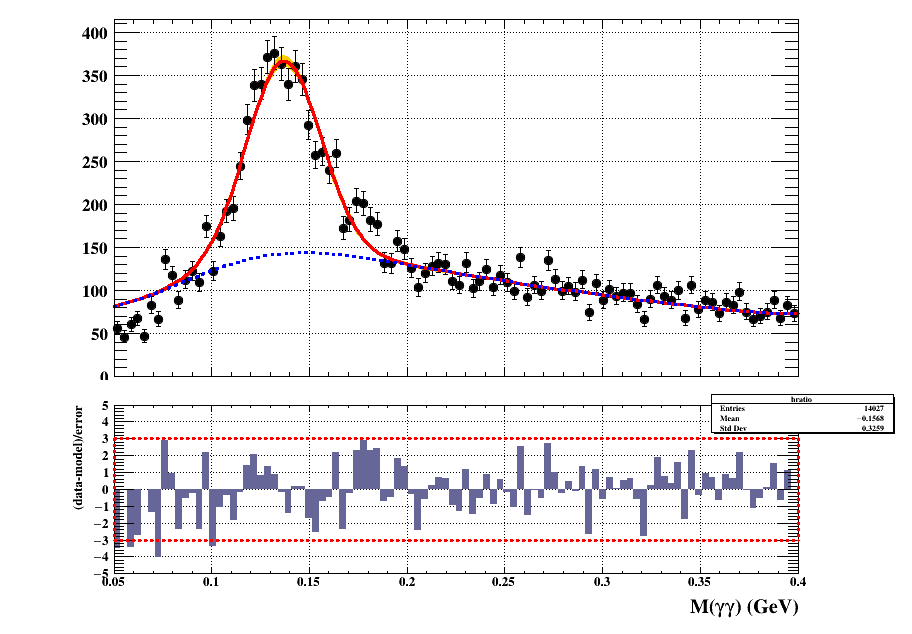 400
350
300
250
200
150
100
50
0
(data-model)/error
5
4
3
2
1
0
−1
−2
−3
−4
−5
hratio
Entries 14027
Mean −0.1568
Std Dev 0.3259
0.05 0.1 0.15 0.2 0.25 0.3 0.35 0.4
M(γγ) (GeV)